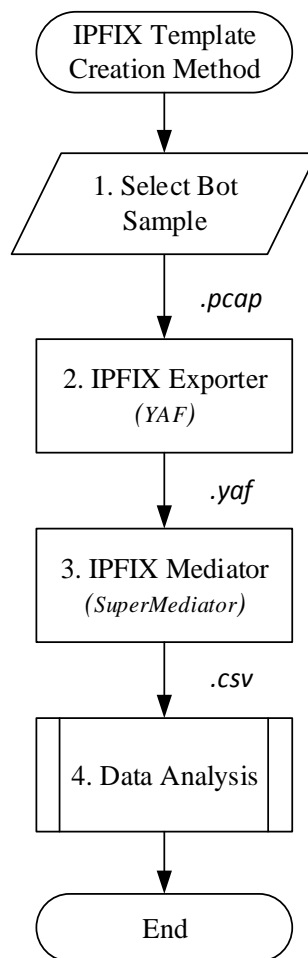 IPFIX Template
Creation Method
1. Select Bot
Sample
.pcap
2. IPFIX Exporter
(YAF)
.yaf
3. IPFIX Mediator
(SuperMediator)
.csv
4. Data Analysis
End